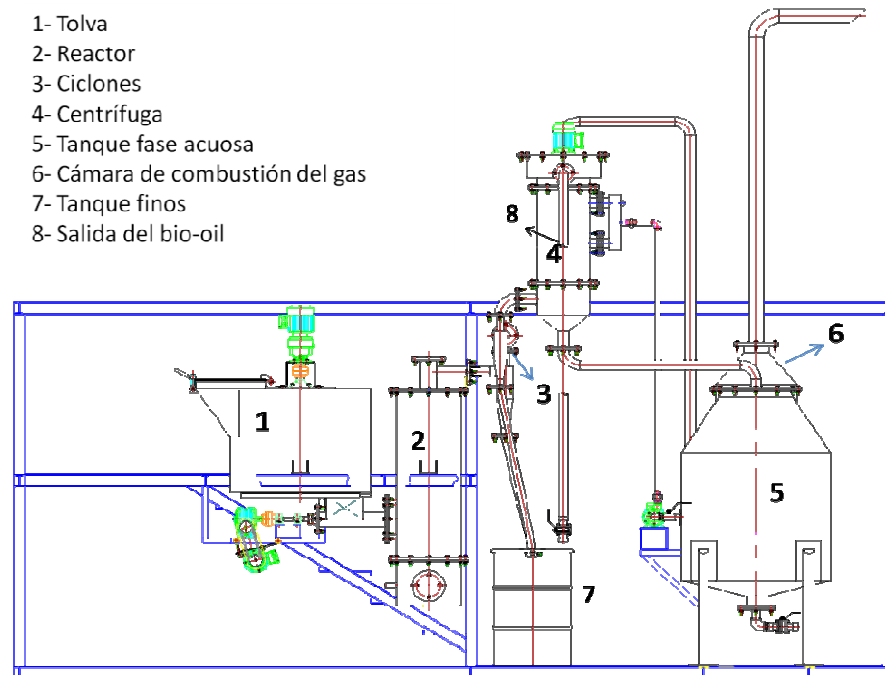 1- Tolva
2- Reactor
3- Ciclones
4- Centrífuga
5- Tanque fase acuosa
6- Cámara de combustión del gas
7- Tanque finos
8- Salida del bio-oil
8
4
6
3
1
2
5
7